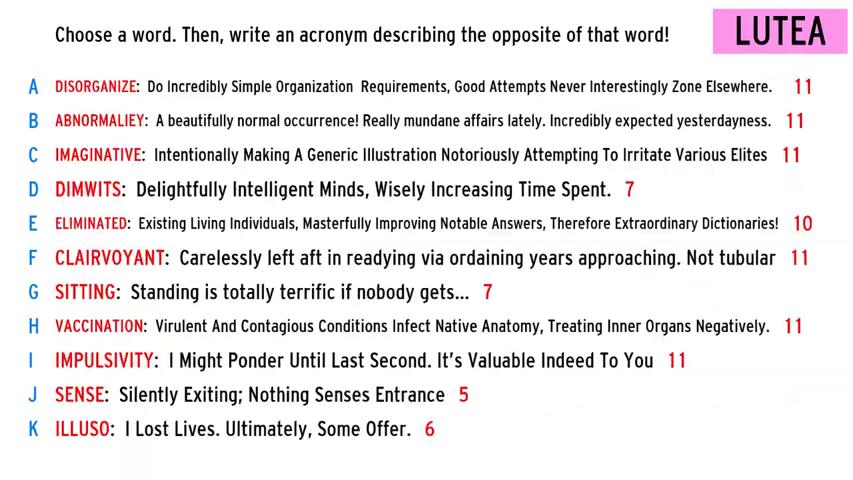 Choose a word. Then, write an acronym describing the opposite of that word!
LUTEA
A DISORGANIZE: Do Incredibly Simple Organization Requirements, Good Attempts Never Interestingly Zone Elsewhere. 11
B ABNORMALIEY: A beautifully normal occurrence! Really mundane affairs lately. Incredibly expected yesterdayness. 11
C IMAGINATIVE: Intentionally Making A Generic Illustration Notoriously Attempting To Irritate Various Elites 11
D DIMWITS: Delightfully Intelligent Minds, Wisely Increasing Time Spent. 7
E ELIMINATED: Existing Living Individuals, Masterfully Improving Notable Answers, Therefore Extraordinary Dictionaries! 10
F CLAIRVOYANT: Carelessly left aft in readying via ordaining years approaching. Not tubular 11
G SITTING: Standing is totally terrific if nobody gets... 7
H VACCINATION: Virulent And Contagious Conditions Infect Native Anatomy, Treating Inner Organs Negatively. 11
I IMPULSIVITY: I Might Ponder Until Last Second. It's Valuable Indeed To You 11
J SENSE: Silently Exiting; Nothing Senses Entrance 5
K ILLUSO: I Lost Lives. Ultimately, Some Offer. 6